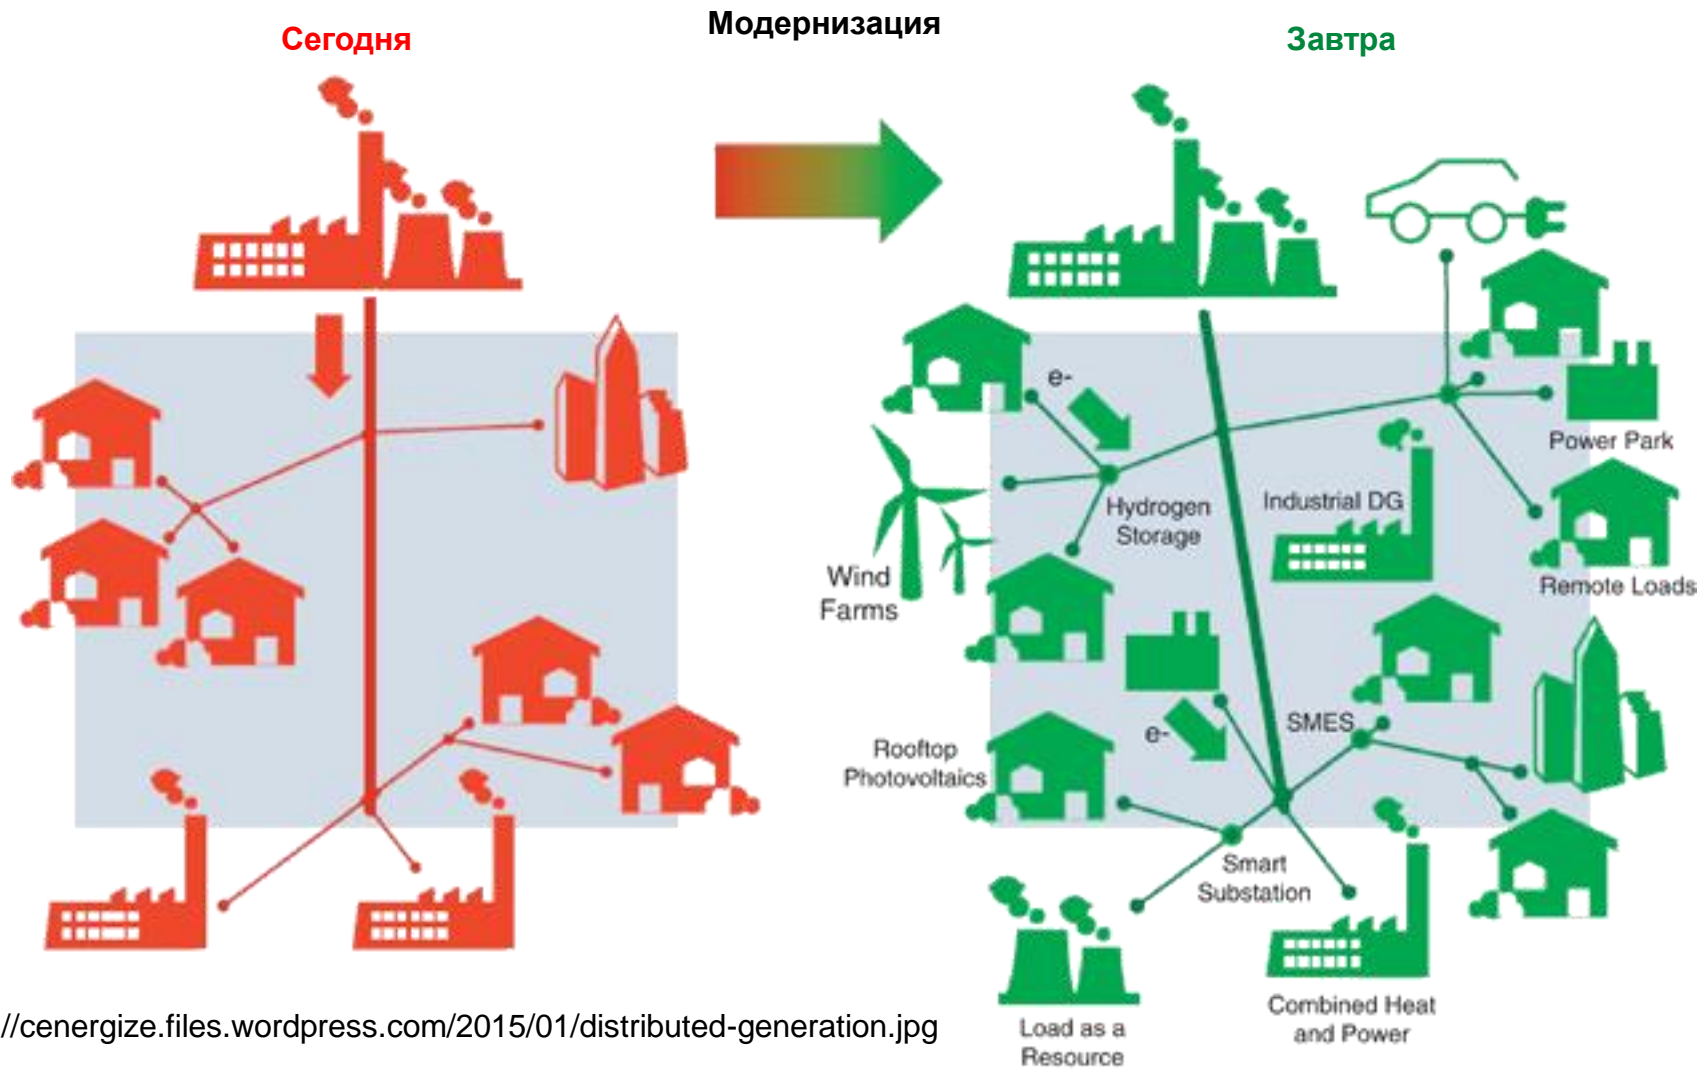 Модернизация
Сегодня
Завтра
e-
Power Park
Hydrogen
Storage
Industrial DG
Wind
Farms
Remote Loads
SMES
e-
Rooftop
Photovoltaics
Smart
Substation
Combined Heat
and Power
Load as a
Resource
//cenergize.files.wordpress.com/2015/01/distributed-generation.jpg